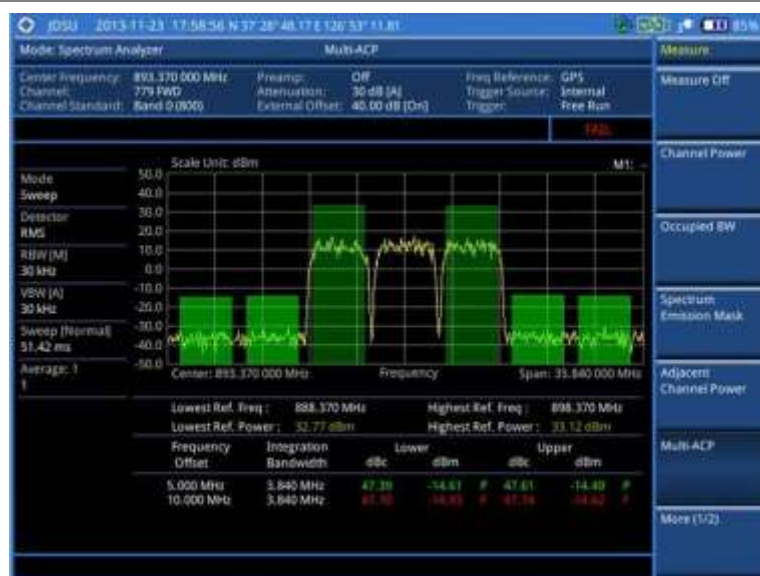 JDSU 2013-11-23 17:58:56 N 37° 28' 48.17 E 126° 53' 11.81 85%
Mode: Spectrum Analyzer Multi-ACP Measure
Center Frequency: 893.370 000 MHz Preamp: Off Freq Reference: GPS
Channel: 779 FWD Attenuation: 30 dB [A] Trigger Source: Internal
Channel Standard: Band 0 (800) External Offset: 40.00 dB [On] Trigger: Free Run
FAIL
Measure Off
Channel Power
Occupied BW
Spectrum
Emission Mask
Adjacent
Channel Power
Multi-ACP
More (1/2)
Mode
Sweep
Detector
RMS
RBW [M]
30 kHz
VBW [A]
30 kHz
Sweep [Normal]
51.42 ms
Average: 1
1
Scale Unit: dBm M1: --
50.0
40.0
30.0
20.0
10.0
0.0
-10.0
-20.0
-30.0
-40.0
-50.0
Center: 893.370 000 MHz Frequency Span: 35.840 000 MHz
Lowest Ref. Freq : 888.370 MHz Highest Ref. Freq : 898.370 MHz
Lowest Ref. Power : 32.77 dBm Highest Ref. Power : 33.12 dBm
Frequency Integration Lower Upper
Offset Bandwidth dBc dBm dBc dBm
5.000 MHz 3.840 MHz 47.39 -14.61 P 47.61 -14.49 P
10.000 MHz 3.840 MHz